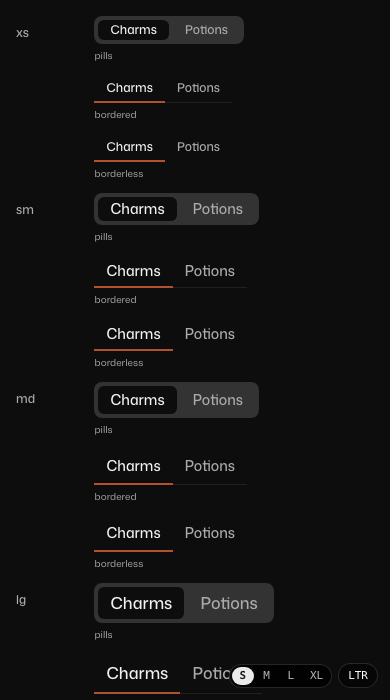 xs
Charms Potions
pills
Charms Potions
bordered
Charms Potions
borderless
sm
Charms Potions
pills
Charms Potions
bordered
Charms Potions
borderless
md
Charms Potions
pills
Charms Potions
bordered
Charms Potions
borderless
lg
Charms Potions
pills
Charms
S M L XL LTR